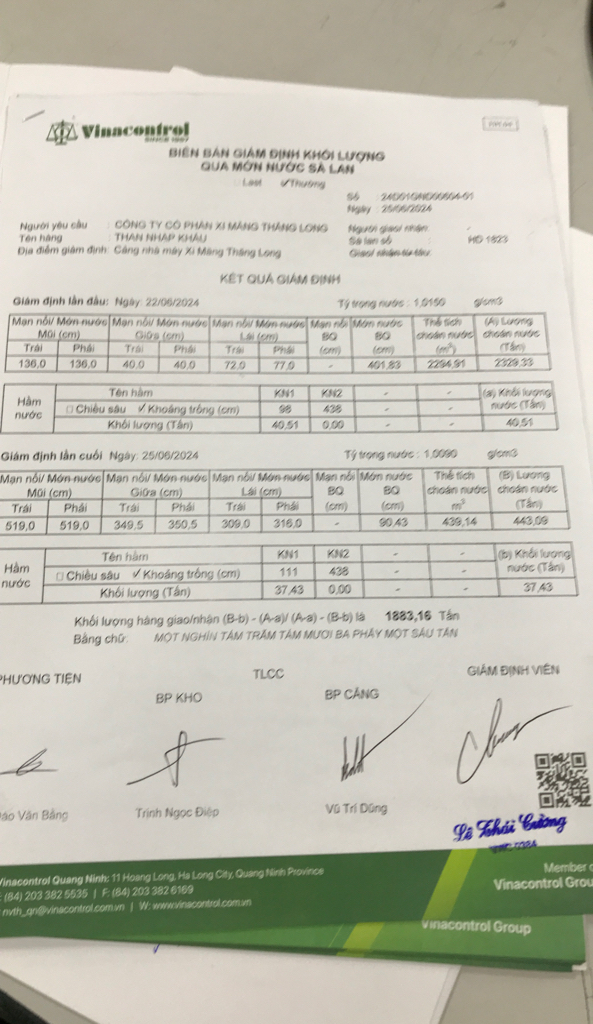 Vinacontrol
SINCE 1957
BIÊN BẢN GIÁM ĐỊNH KHỐI LƯỢNG
QUA MỚN NƯỚC SÀ LAN
□ Last ✓Thường
Số 24D01GND00604-01
Ngày : 25/06/2024
Người yêu cầu : CÔNG TY CỔ PHẦN XI MĂNG THĂNG LONG Người giao/ nhận :
Tên hàng : THAN NHẬP KHẨU Sà lan số : HD 1823
Địa điểm giám định: Cảng nhà máy Xi Măng Thăng Long Giao/ nhận từ tàu:
KẾT QUẢ GIÁM ĐỊNH
Giám định lần đầu: Ngày: 22/06/2024 Tỷ trọng nước : 1,0150 g/cm3
Mạn nổi/ Mớn nước Mũi (cm) Mạn nổi/ Mớn nước Giữa (cm) Mạn nổi/ Mớn nước Lái (cm) Mạn nổi BQ (cm) Mớn nước BQ (cm) Thể tích choán nước (m³) (A) Lượng choán nước (Tấn)
Trái Phải Trái Phải Trái Phải
136,0 136,0 40,0 40,0 72,0 77,0 - 401,83 2294,91 2329,33
Hầm nước Tên hầm KN1 KN2 - - (a) Khối lượng nước (Tấn)
□ Chiều sâu ✓ Khoảng trống (cm) 98 438 - -
Khối lượng (Tấn) 40,51 0,00 - - 40,51
Giám định lần cuối Ngày: 25/06/2024 Tỷ trọng nước : 1,0090 g/cm3
Mạn nổi/ Mớn nước Mũi (cm) Mạn nổi/ Mớn nước Giữa (cm) Mạn nổi/ Mớn nước Lái (cm) Mạn nổi BQ (cm) Mớn nước BQ (cm) Thể tích choán nước m³ (B) Lượng choán nước (Tấn)
Trái Phải Trái Phải Trái Phải
519,0 519,0 349,5 350,5 309,0 316,0 - 90,43 439,14 443,09
Hầm nước Tên hầm KN1 KN2 - - (b) Khối lượng nước (Tấn)
□ Chiều sâu ✓ Khoảng trống (cm) 111 438 - -
Khối lượng (Tấn) 37,43 0,00 - - 37,43
Khối lượng hàng giao/nhận (B-b) - (A-a)/ (A-a) - (B-b) là 1883,16 Tấn
Bằng chữ: MỘT NGHÌN TÁM TRĂM TÁM MƯƠI BA PHẨY MỘT SÁU TẤN
PHƯƠNG TIỆN TLCC GIÁM ĐỊNH VIÊN
BP KHO BP CẢNG
Đào Văn Bằng Trịnh Ngọc Điệp Vũ Trí Dũng
Lê Khái Cường
Vinacontrol Quang Ninh: 11 Hoang Long, Ha Long City, Quang Ninh Province
(84) 203 382 5535 | F: (84) 203 382 6169
nvth_qn@vinacontrol.com.vn | W: www.vinacontrol.com.vn
Member o
Vinacontrol Grou
Vinacontrol Group